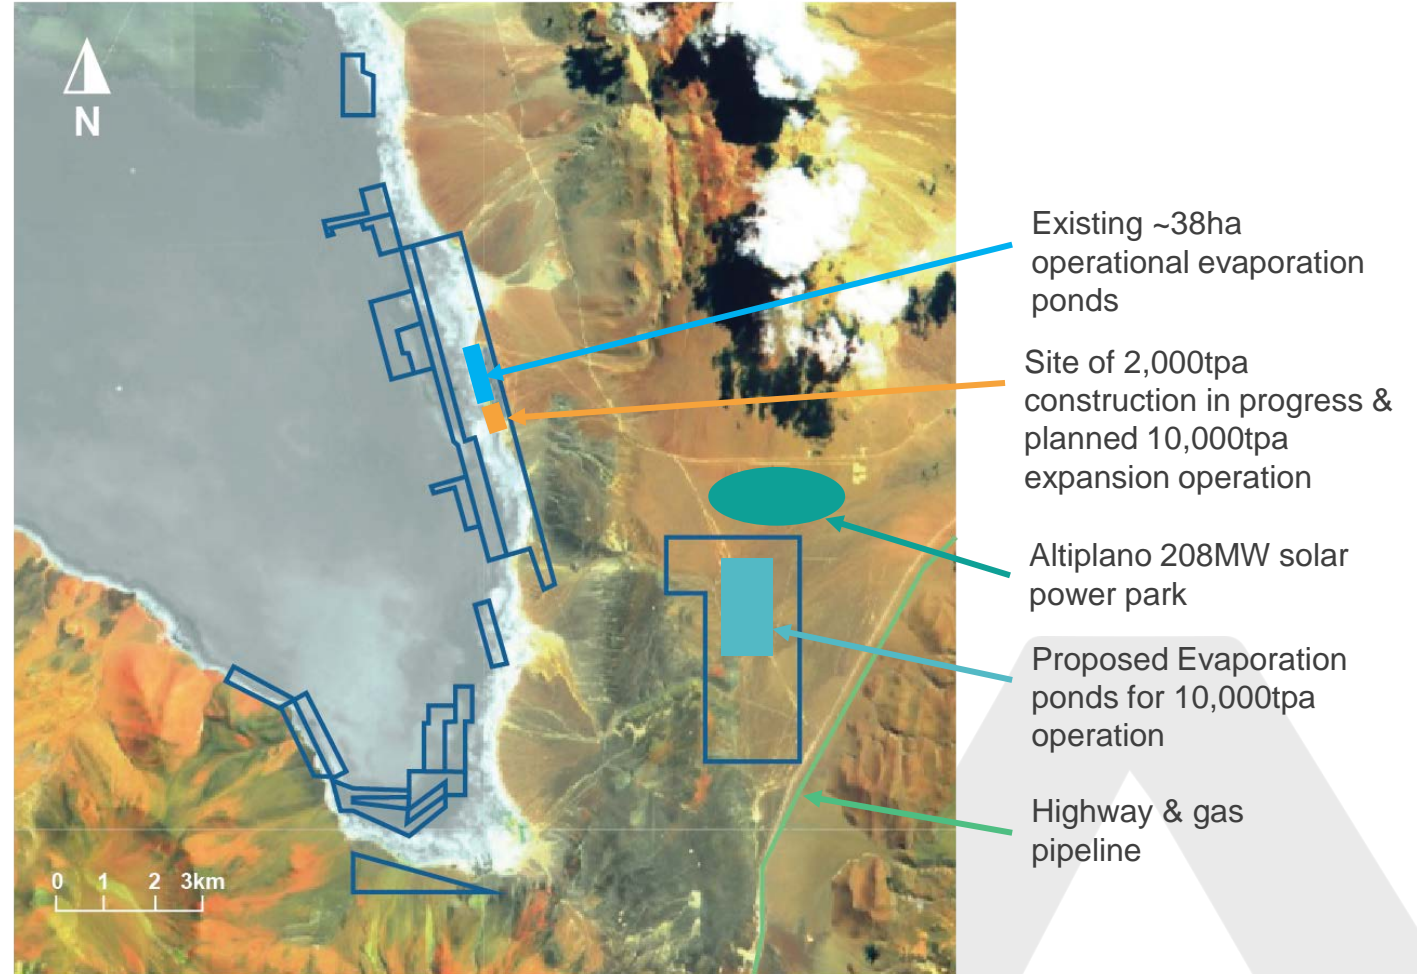 N
Existing ~38ha
operational evaporation
ponds
Site of 2,000tpa
construction in progress &
planned 10,000tpa
expansion operation
Altiplano 208MW solar
power park
Proposed Evaporation
ponds for 10,000tpa
operation
Highway & gas
pipeline
0 1 2 3km